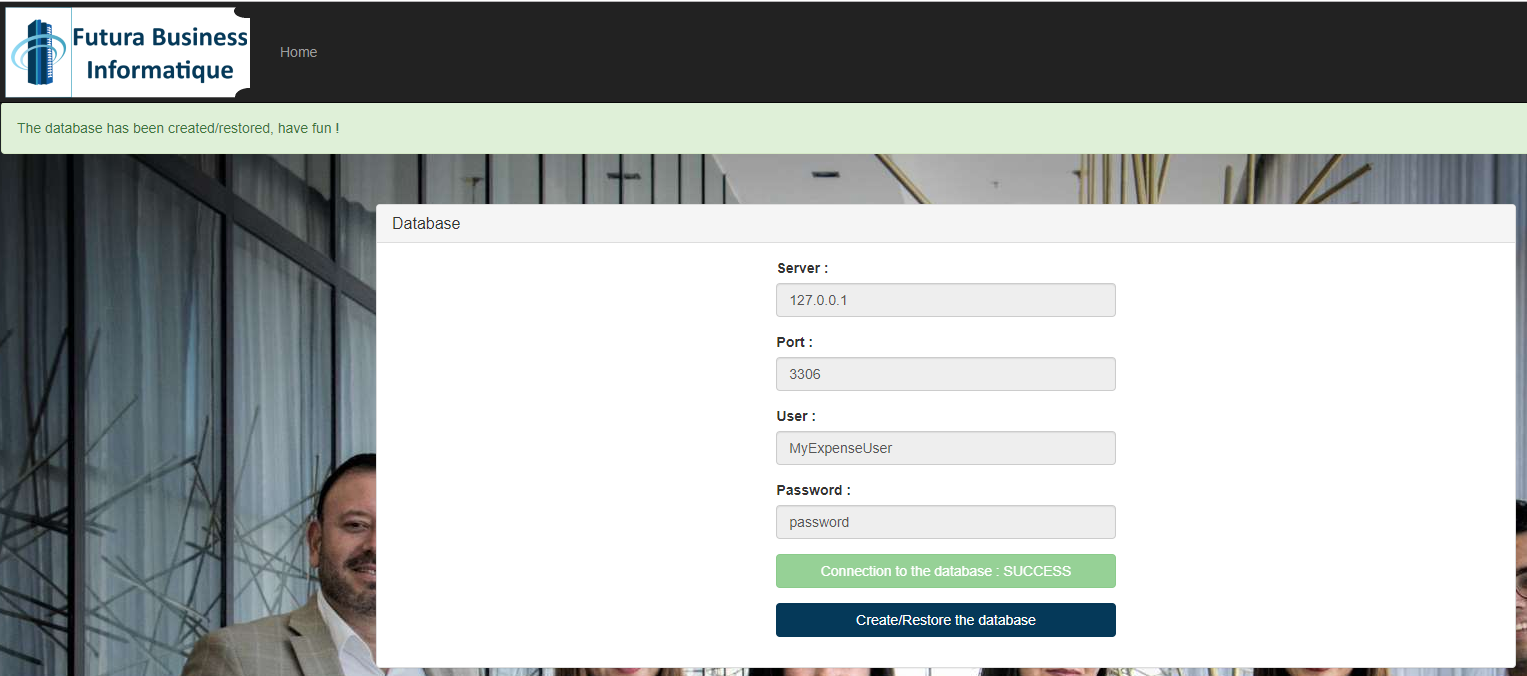 Futura Business
Informatique
Home
The database has been created/restored, have fun !
Database
Server :
127.0.0.1
Port :
3306
User :
MyExpenseUser
Password :
password
Connection to the database : SUCCESS
Create/Restore the database